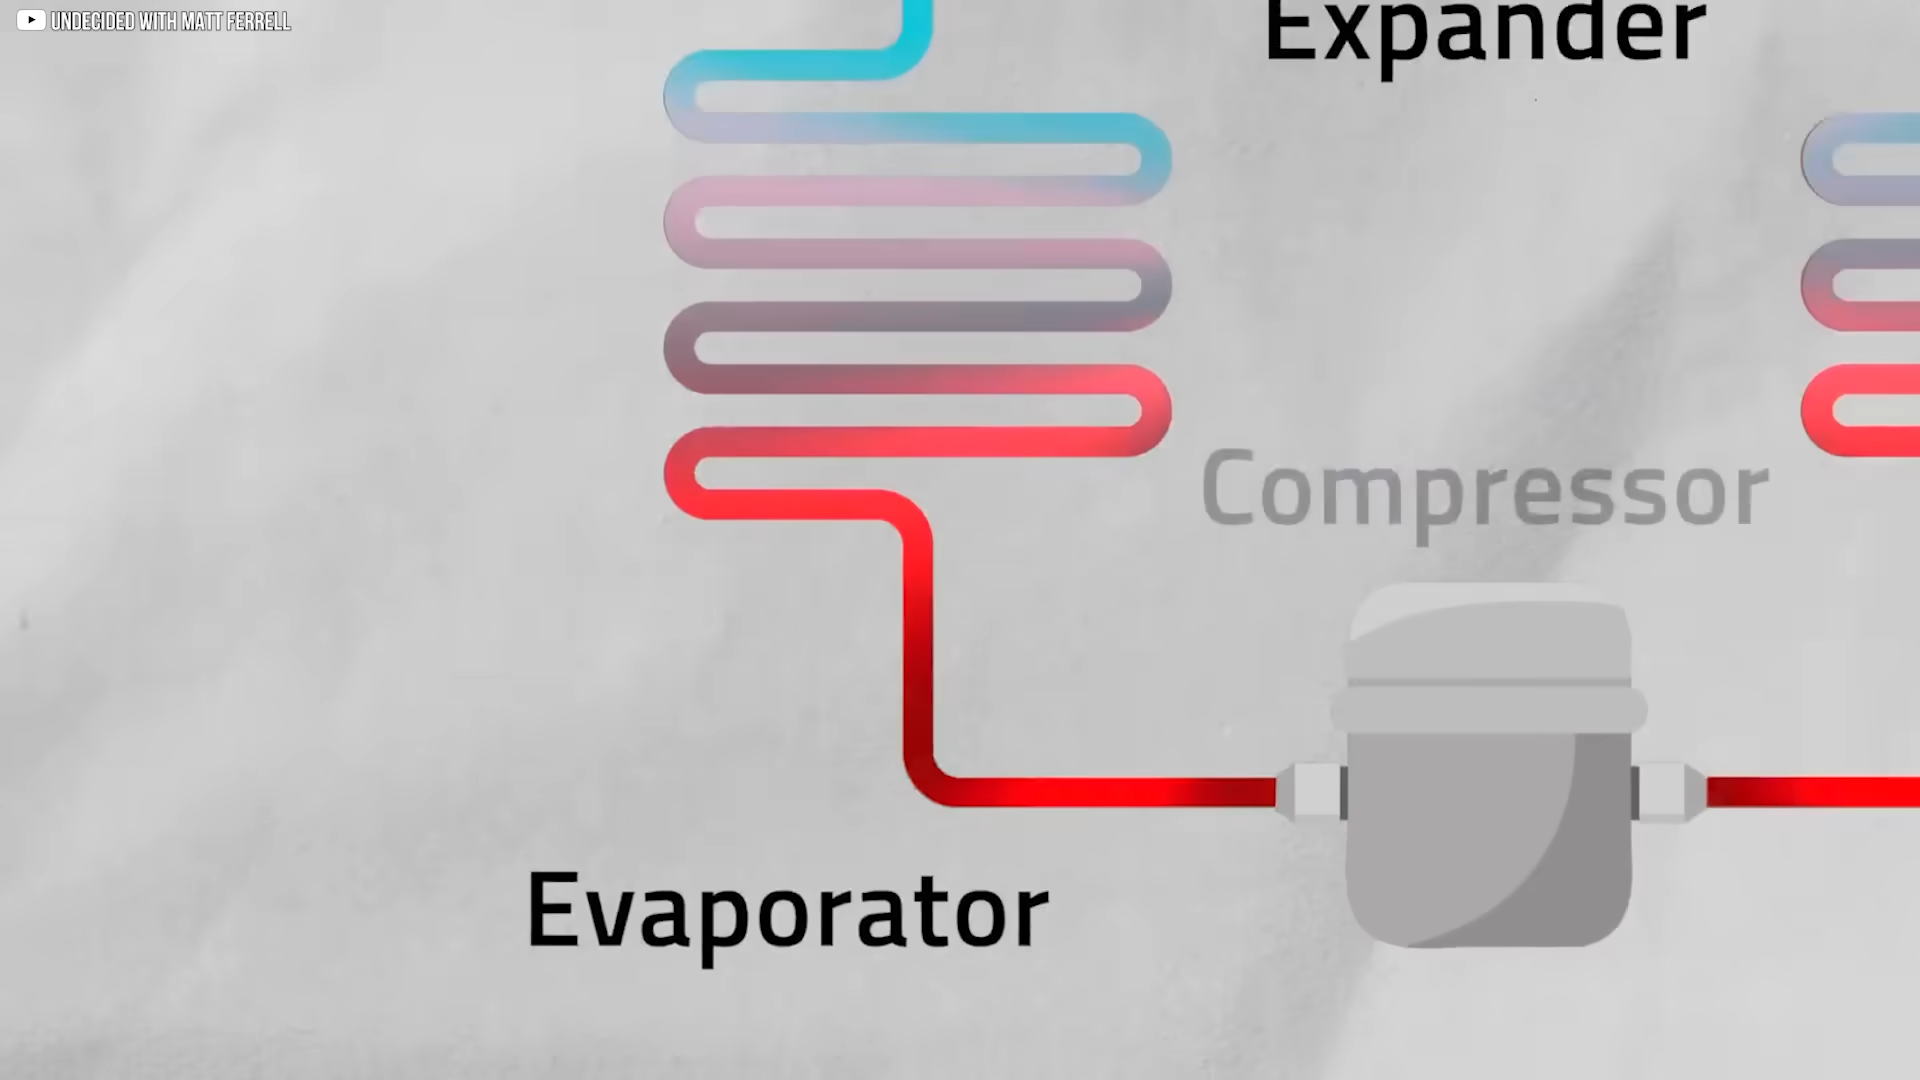 UNDECIDED WITH MATT FERRELL
Expander
Compressor
Evaporator